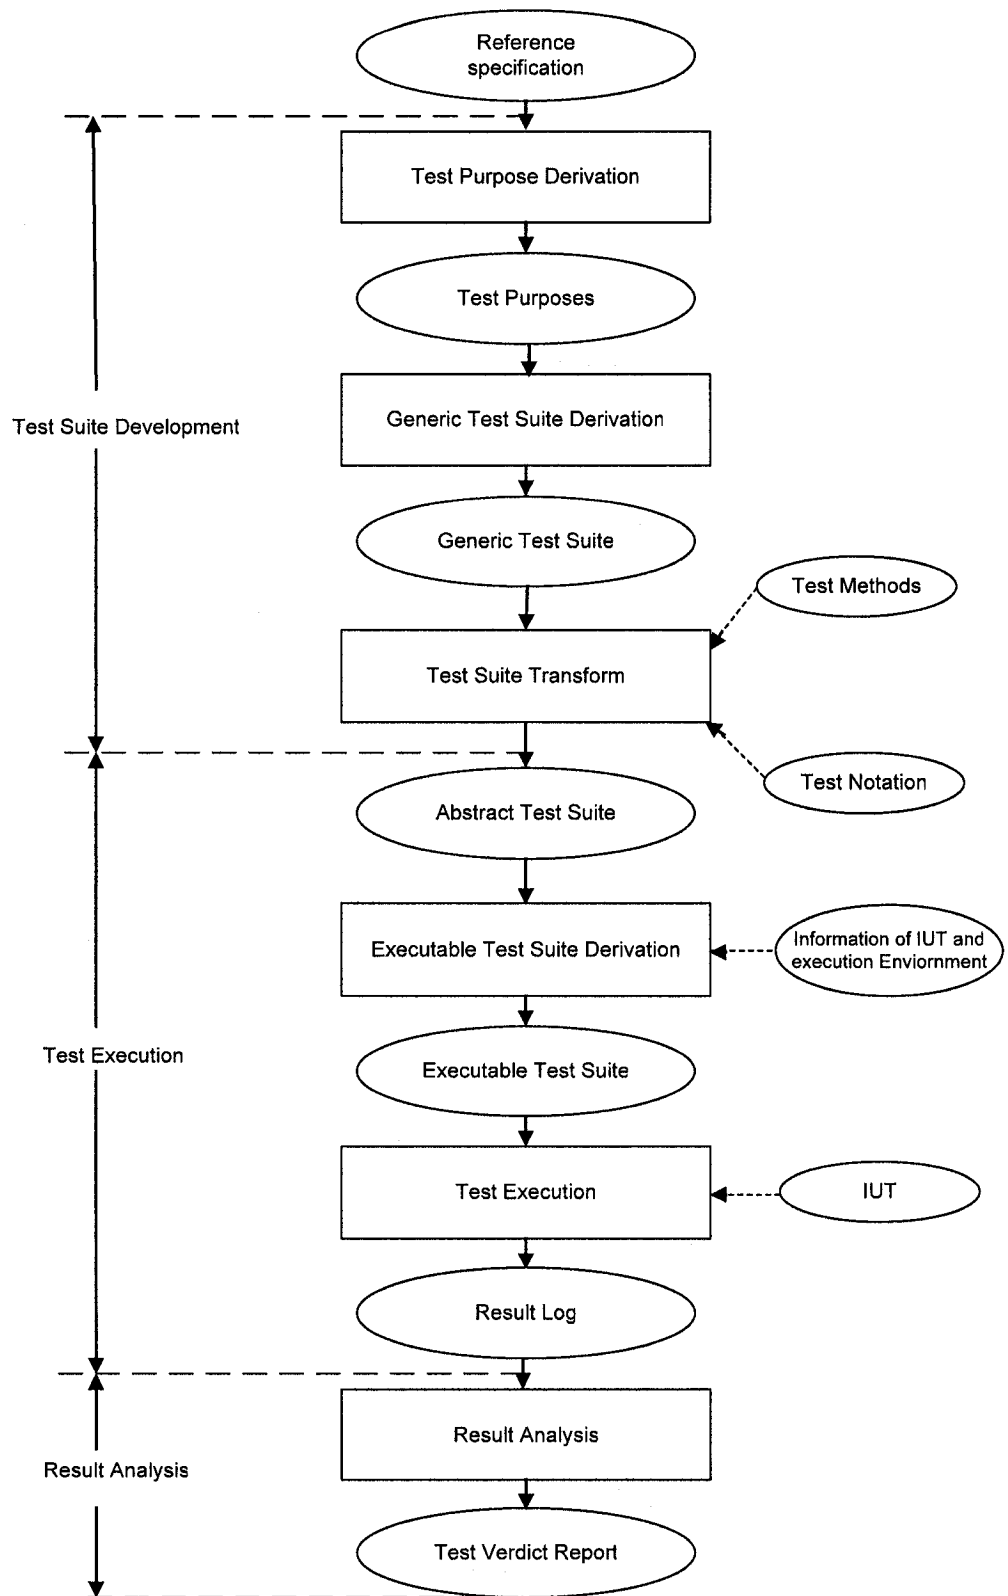 Reference
specification
Test Purpose Derivation
Test Purposes
Generic Test Suite Derivation
Test Suite Development
Generic Test Suite
Test Methods
Test Suite Transform
Test Notation
Abstract Test Suite
Information of IUT and
execution Enviornment
Executable Test Suite Derivation
Test Execution
Executable Test Suite
Test Execution
IUT
Result Log
Result Analysis
Result Analysis
Test Verdict Report